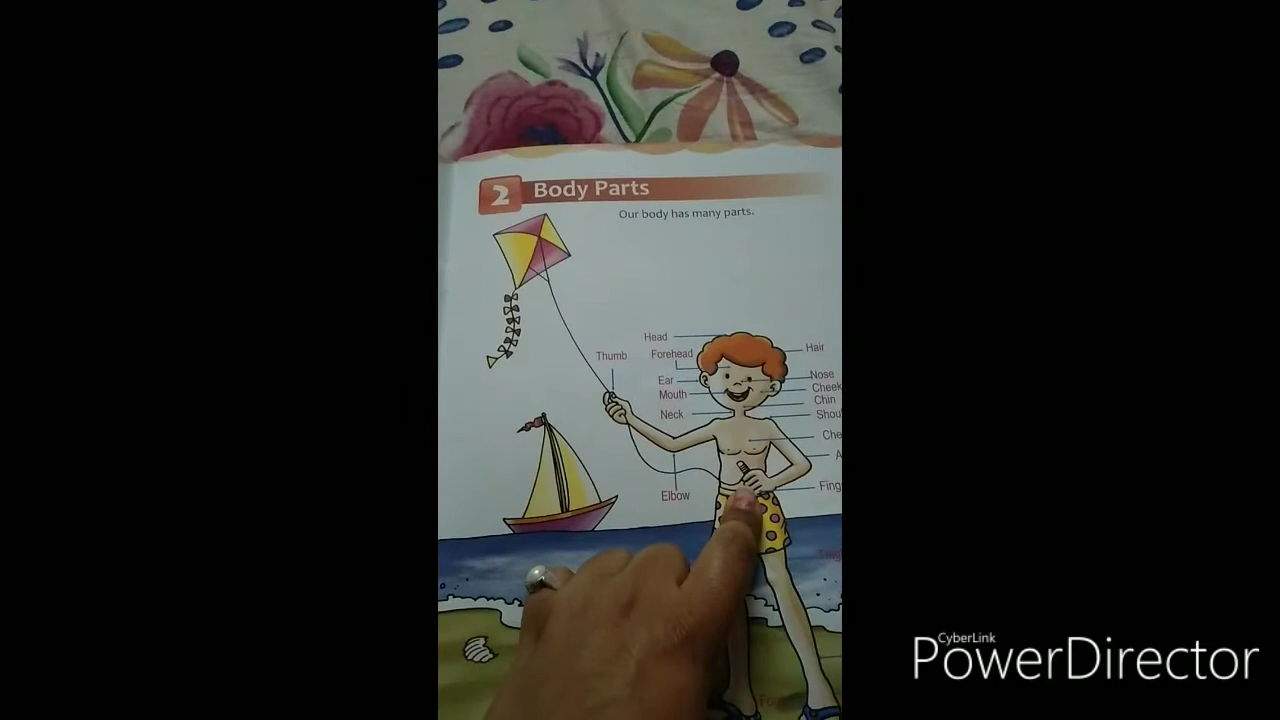 2 Body Parts
Our body has many parts.
Head
Hair
Thumb
Forehead
Ear
Nose
Mouth
Cheek
Chin
Neck
Elbow
CyberLink
PowerDirector